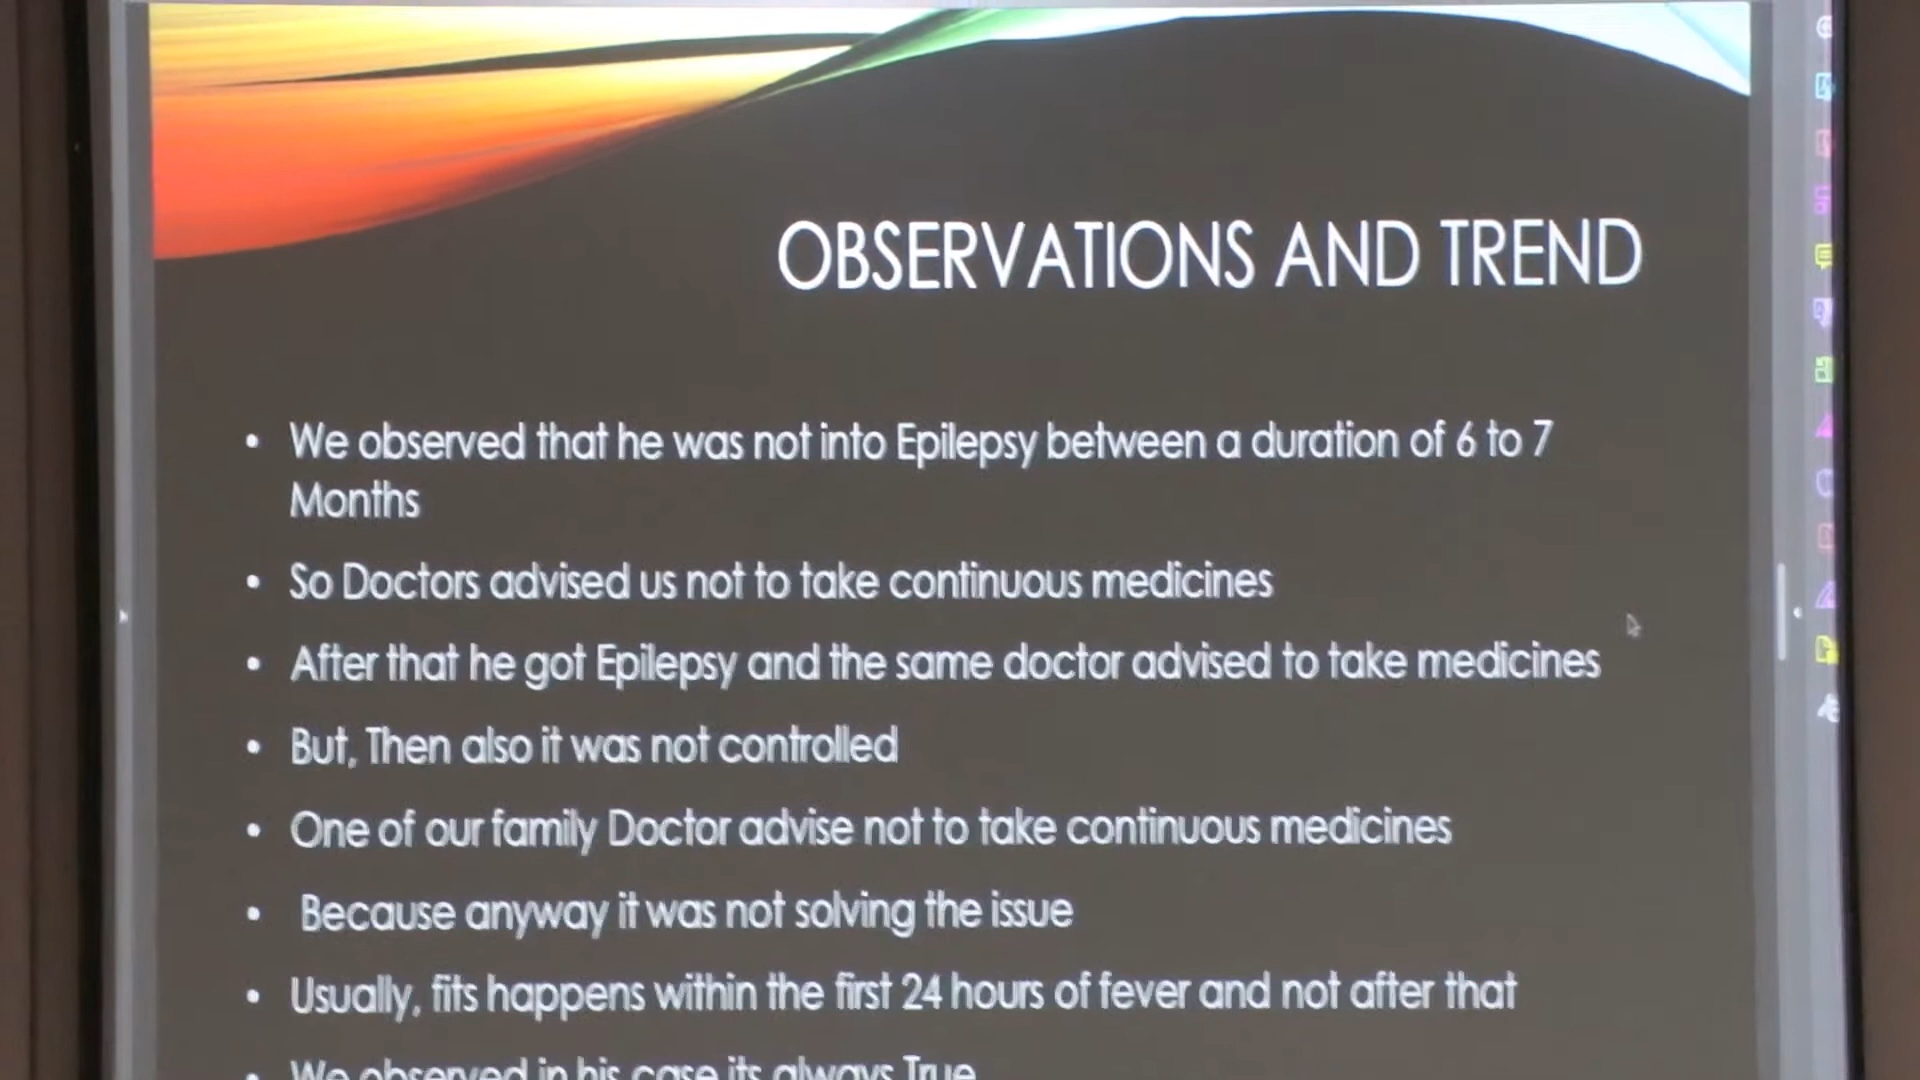 OBSERVATIONS AND TREND
• We observed that he was not into Epilepsy between a duration of 6 to 7
Months
• So Doctors advised us not to take continuous medicines
• After that he got Epilepsy and the same doctor advised to take medicines
• But, Then also it was not controlled
• One of our family Doctor advise not to take continuous medicines
• Because anyway it was not solving the issue
• Usually, fits happens within the first 24 hours of fever and not after that
• We observed in his case its always True